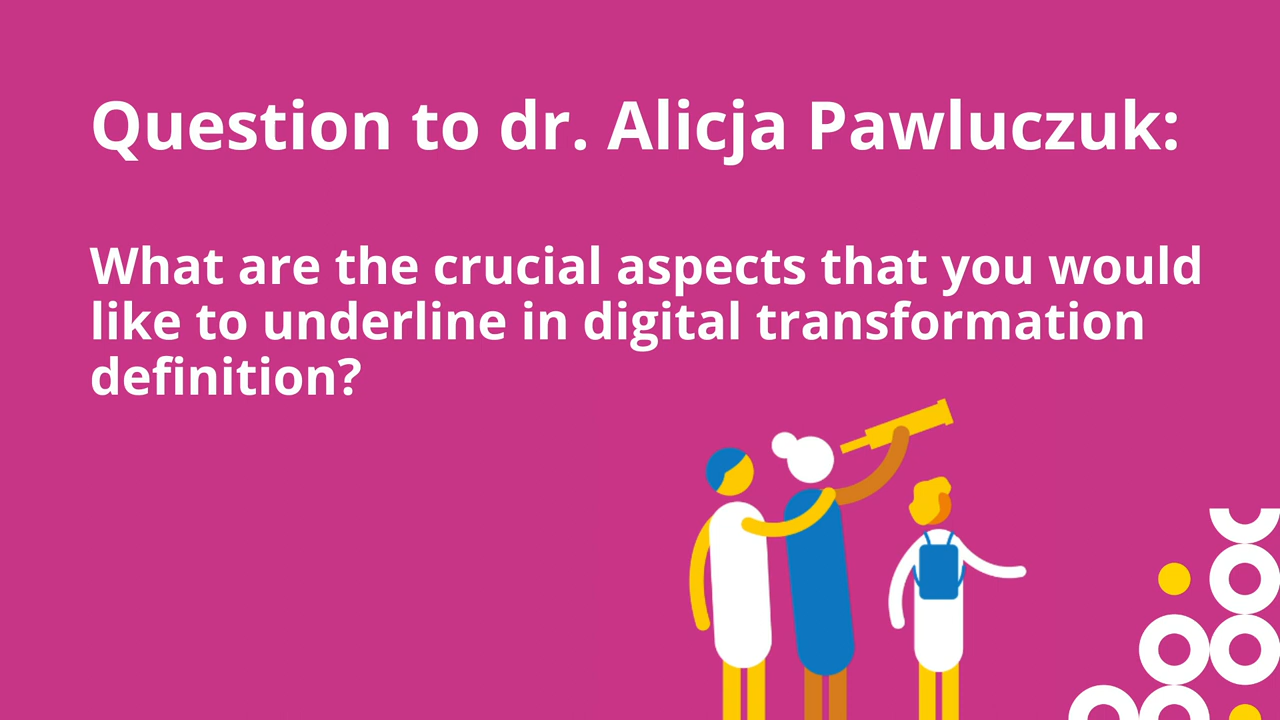 Question to dr. Alicja Pawluczuk:
What are the crucial aspects that you would
like to underline in digital transformation
definition?